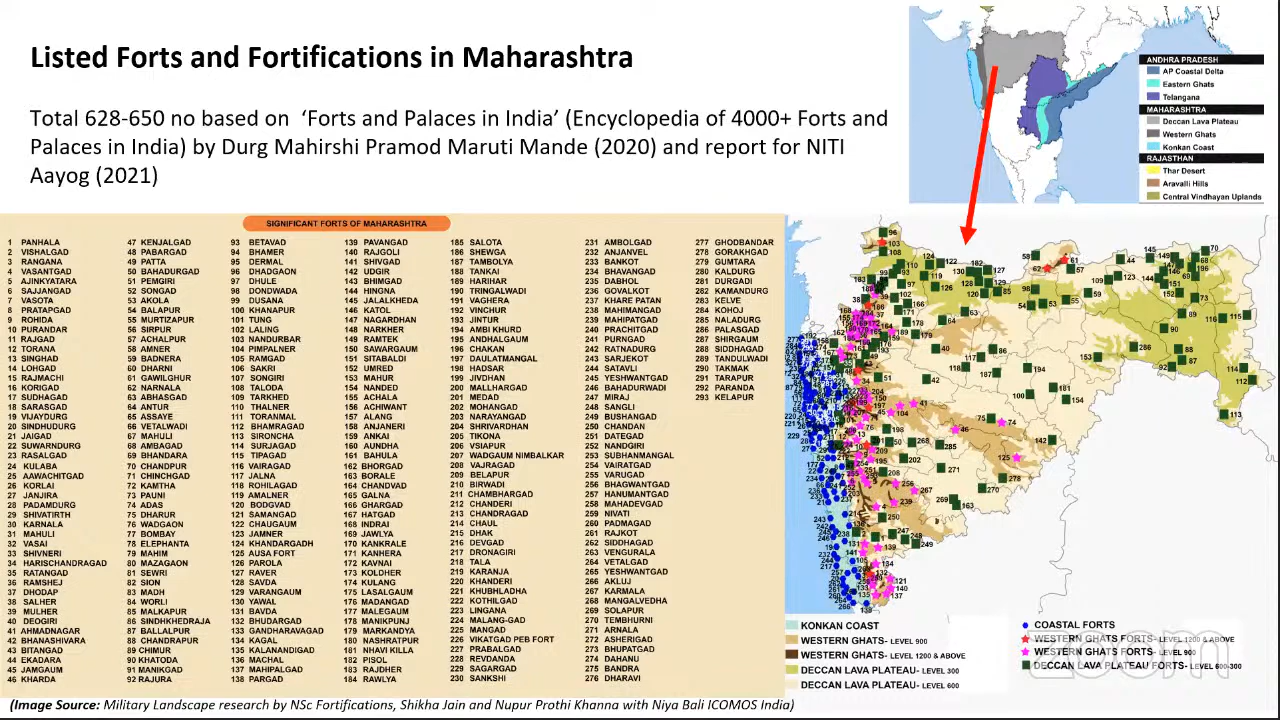 Listed Forts and Fortifications in Maharashtra
Total 628-650 no based on ‘Forts and Palaces in India’ (Encyclopedia of 4000+ Forts and
Palaces in India) by Durg Mahirshi Pramod Maruti Mande (2020) and report for NITI
Aayog (2021)
ANDHRA PRADESH
AP Coastal Delta
Eastern Ghats
Telangana
MAHARASHTRA
Deccan Lava Plateau
Western Ghats
Konkan Coast
RAJASTHAN
Thar Desert
Aravalli Hills
Central Vindhayan Uplands
SIGNIFICANT FORTS OF MAHARASHTRA
1 PANHALA
2 VISHALGAD
3 RANGANA
4 VASANTGAD
5 AJINKYATARA
6 SAJJANGAD
7 VASOTA
8 PRATAPGAD
9 ROHIDA
10 PURANDAR
11 RAJGAD
12 TORANA
13 SINGHAD
14 LOHGAD
15 RAJMACHI
16 KORIGAD
17 SUDHAGAD
18 SARASGAD
19 VIJAYDURG
20 SINDHUDURG
21 JAIGAD
22 SUWARNDURG
23 RASALGAD
24 KULABA
25 AAWACHITGAD
26 KORLAI
27 JANJIRA
28 PADAMDURG
29 SHIVATIRTH
30 KARNALA
31 MAHULI
32 VASAI
33 SHIVNERI
34 HARISCHANDRAGAD
35 RATANGAD
36 RAMSHEJ
37 DHODAP
38 SALHER
39 MULHER
40 DEOGIRI
41 AHMADNAGAR
42 BHANASHIVARA
43 BITANGAD
44 EKADARA
45 JAMGAUM
46 KHARDA
47 KENJALGAD
48 PABARGAD
49 PATTA
50 BAHADURGAD
51 PEMGIRI
52 SONGAD
53 AKOLA
54 BALAPUR
55 MURTIZAPUR
56 SIRPUR
57 ACHALPUR
58 AMNER
59 BADNERA
60 DHARNI
61 GAWILGHUR
62 NARNALA
63 ABHASGAD
64 ANTUR
65 ASSAYE
66 VETALWADI
67 MAHULI
68 AMBAGAD
69 BHANDARA
70 CHANDPUR
71 CHINCHGAD
72 KAMTHA
73 PAUNI
74 ADAS
75 DHARUR
76 WADGAON
77 BOMBAY
78 ELEPHANTA
79 MAHIM
80 MAZAGAON
81 SEWRI
82 SION
83 MADH
84 WORLI
85 MALKAPUR
86 SINDHKHEDRAJA
87 BALLALPUR
88 CHANDRAPUR
89 CHIMUR
90 KHATODA
91 MANIKGAD
92 RAJURA
93 BETAVAD
94 BHAMER
95 DERMAL
96 DHADGAON
97 DHULE
98 DONDWADA
99 DUSANA
100 KHANAPUR
101 TUNG
102 LALING
103 NANDURBAR
104 PIMPALNER
105 RAMGAD
106 SAKRI
107 SONGIRI
108 TALODA
109 TARKHED
110 THALNER
111 TORANMAL
112 BHAMRAGAD
113 SIRONCHA
114 SURJAGAD
115 TIPAGAD
116 VAIRAGAD
117 JALNA
118 ROHILAGAD
119 AMALNER
120 BODGVAD
121 SAMANGAD
122 CHAUGAUM
123 JAMNER
124 KHANDARGADH
125 AUSA FORT
126 PAROLA
127 RAVER
128 SAVDA
129 VARANGAUM
130 YAWAL
131 BAVDA
132 BHUDARGAD
133 GANDHARAVAGAD
134 KAGAL
135 KALANANDIGAD
136 MACHAL
137 MAHIPALGAD
138 PARGAD
139 PAVANGAD
140 RAJGOLI
141 SHIVGAD
142 UDGIR
143 BHIMGAD
144 HINGNA
145 JALALKHEDA
146 KATOL
147 NAGARDHAN
148 NARKHER
149 RAMTEK
150 SAWARGAUM
151 SITABALDI
152 UMRED
153 MAHUR
154 NANDED
155 ACHALA
156 ACHIWANT
157 ALANG
158 ANJANERI
159 ANKAI
160 AUNDHA
161 BAHULA
162 BHORGAD
163 BORALE
164 CHANDVAD
165 GALNA
166 GHARGAD
167 HATGAD
168 INDRAI
169 JAWLYA
170 KANKRALE
171 KANHERA
172 KAVNAI
173 KOLDHER
174 KULANG
175 LASALGAUM
176 MADANGAD
177 MALEGAUM
178 MANIKPUNJ
179 MARKANDYA
180 NASHRATPUR
181 NHAVI KILLA
182 PISOL
183 RAJDHER
184 RAWLYA
185 SALOTA
186 SHEWGA
187 TAMBOLYA
188 TANKAI
189 HARIHAR
190 TRINGALWADI
191 VAGHERA
192 VINCHUR
193 JINTUR
194 AMBI KHURD
195 ANDHALGAUM
196 CHAKAN
197 DAULATMANGAL
198 HADSAR
199 JIVDHAN
200 MALLHARGAD
201 MEDAD
202 MOHANGAD
203 NARAYANGAD
204 SHRIVARDHAN
205 TIKONA
206 VSIAPUR
207 WADGAUM NIMBALKAR
208 VAJRAGAD
209 BELAPUR
210 BIRWADI
211 CHAMBHARGAD
212 CHANDERI
213 CHANDRAGAD
214 CHAUL
215 DHAK
216 DEVGAD
217 DRONAGIRI
218 TALA
219 KARANJA
220 KHANDERI
221 KHUBHLADHA
222 KOTHILGAD
223 LINGANA
224 MALANG-GAD
225 MANGAD
226 VIKATGAD PEB FORT
227 PRABALGAD
228 REVDANDA
229 SAGARGAD
230 SANKSHI
231 AMBOLGAD
232 ANJANVEL
233 BANKOT
234 BHAVANGAD
235 DABHOL
236 GOVALKOT
237 KHARE PATAN
238 MAHIMANGAD
239 MAHIPATGAD
240 PRACHITGAD
241 PURNGAD
242 RATNADURG
243 SARJEKOT
244 SATAVLI
245 YESHWANTGAD
246 BAHADURWADI
247 MIRAJ
248 SANGLI
249 BUSHANGAD
250 CHANDAN
251 DATEGAD
252 NANDGIRI
253 SUBHANMANGAL
254 VAIRATGAD
255 VARUGAD
256 BHAGWANTGAD
257 HANUMANTGAD
258 MAHADEVGAD
259 NIVATI
260 PADMAGAD
261 RAJKOT
262 SIDDHAGAD
263 VENGURALA
264 VETALGAD
265 YESHWANTGAD
266 AKLUJ
267 KARMALA
268 MANGALVEDHA
269 SOLAPUR
270 TEMBHURNI
271 ARNALA
272 ASHERIGAD
273 BHUPATGAD
274 DAHANU
275 BANDRA
276 DHARAVI
277 GHODBANDAR
278 GORAKHGAD
279 GUMTARA
280 KALDURG
281 DURGADI
282 KAMANDURG
283 KELVE
284 KOHOJ
285 NALADURG
286 PALASGAD
287 SHIRGAUM
288 SIDDHAGAD
289 TANDULWADI
290 TAKMAK
291 TARAPUR
292 PARANDA
293 KELAPUR
KONKAN COAST
WESTERN GHATS- LEVEL 900
WESTERN GHATS- LEVEL 1200 & ABOVE
DECCAN LAVA PLATEAU- LEVEL 300
DECCAN LAVA PLATEAU- LEVEL 600
COASTAL FORTS
WESTERN GHATS FORTS- LEVEL 1200 & ABOVE
WESTERN GHATS FORTS- LEVEL 900
DECCAN LAVA PLATEAU FORTS- LEVEL 600-300
zoom
(Image Source: Military Landscape research by NSc Fortifications, Shikha Jain and Nupur Prothi Khanna with Niya Bali ICOMOS India)